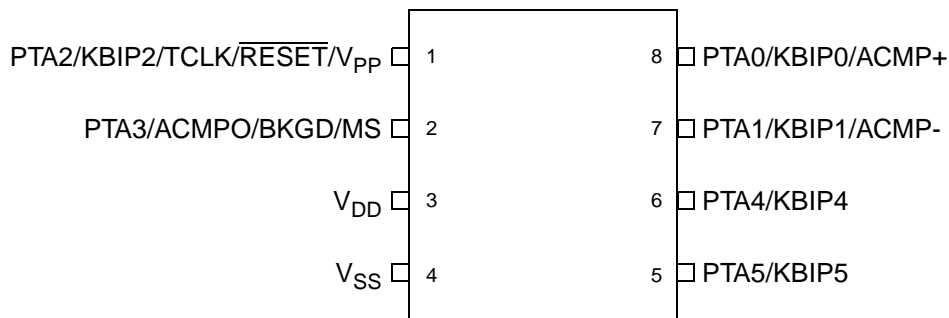 PTA2/KBIP2/TCLK/RESET/VPP 1 8 PTA0/KBIP0/ACMP+
PTA3/ACMPO/BKGD/MS 2 7 PTA1/KBIP1/ACMP-
VDD 3 6 PTA4/KBIP4
VSS 4 5 PTA5/KBIP5